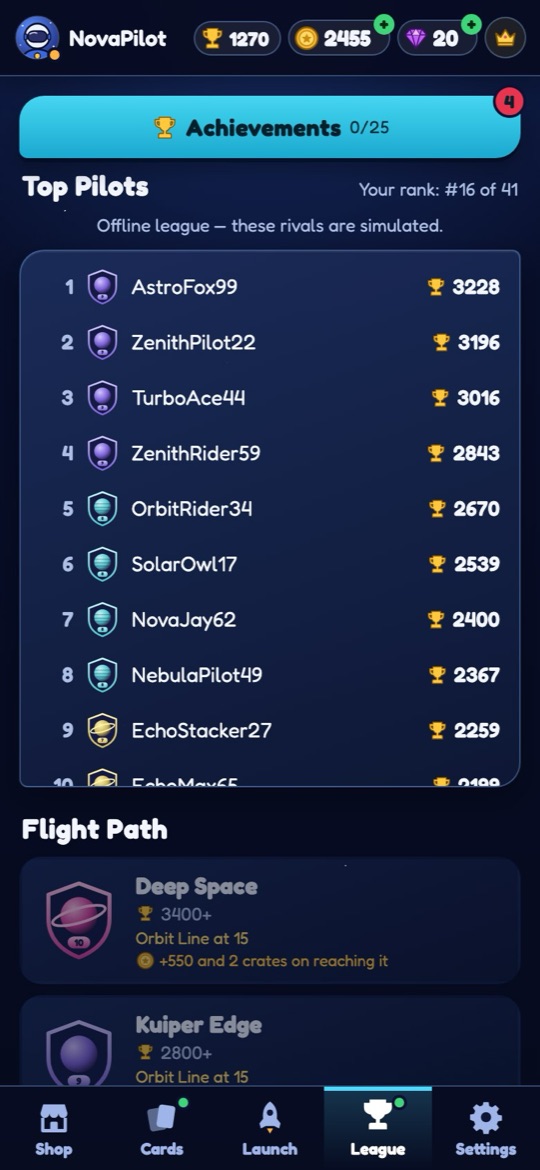 NovaPilot
1270
2455
20
4
Achievements 0/25
Top Pilots
Your rank: #16 of 41
Offline league — these rivals are simulated.
1 AstroFox99 3228
2 ZenithPilot22 3196
3 TurboAce44 3016
4 ZenithRider59 2843
5 OrbitRider34 2670
6 SolarOwl17 2539
7 NovaJay62 2400
8 NebulaPilot49 2367
9 EchoStacker27 2259
10 EchoMax65 2199
Flight Path
Deep Space
3400+
10
Orbit Line at 15
+550 and 2 crates on reaching it
Kuiper Edge
2800+
Orbit Line at 15
Shop
Cards
Launch
League
Settings